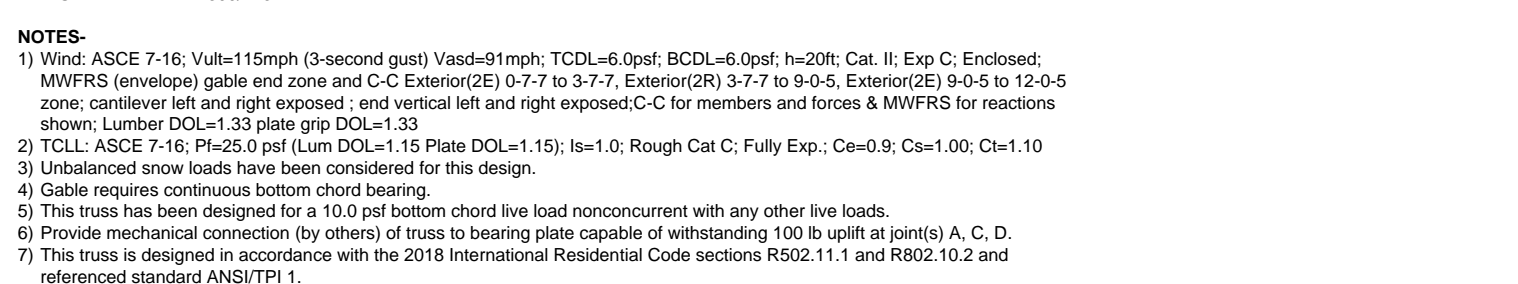 NOTES-
1) Wind: ASCE 7-16; Vult=115mph (3-second gust) Vasd=91mph; TCDL=6.0psf; BCDL=6.0psf; h=20ft; Cat. II; Exp C; Enclosed;
MWFRS (envelope) gable end zone and C-C Exterior(2E) 0-7-7 to 3-7-7, Exterior(2R) 3-7-7 to 9-0-5, Exterior(2E) 9-0-5 to 12-0-5
zone; cantilever left and right exposed ; end vertical left and right exposed;C-C for members and forces & MWFRS for reactions
shown; Lumber DOL=1.33 plate grip DOL=1.33
2) TCLL: ASCE 7-16; Pf=25.0 psf (Lum DOL=1.15 Plate DOL=1.15); Is=1.0; Rough Cat C; Fully Exp.; Ce=0.9; Cs=1.00; Ct=1.10
3) Unbalanced snow loads have been considered for this design.
4) Gable requires continuous bottom chord bearing.
5) This truss has been designed for a 10.0 psf bottom chord live load nonconcurrent with any other live loads.
6) Provide mechanical connection (by others) of truss to bearing plate capable of withstanding 100 lb uplift at joint(s) A, C, D.
7) This truss is designed in accordance with the 2018 International Residential Code sections R502.11.1 and R802.10.2 and
referenced standard ANSI/TPI 1.